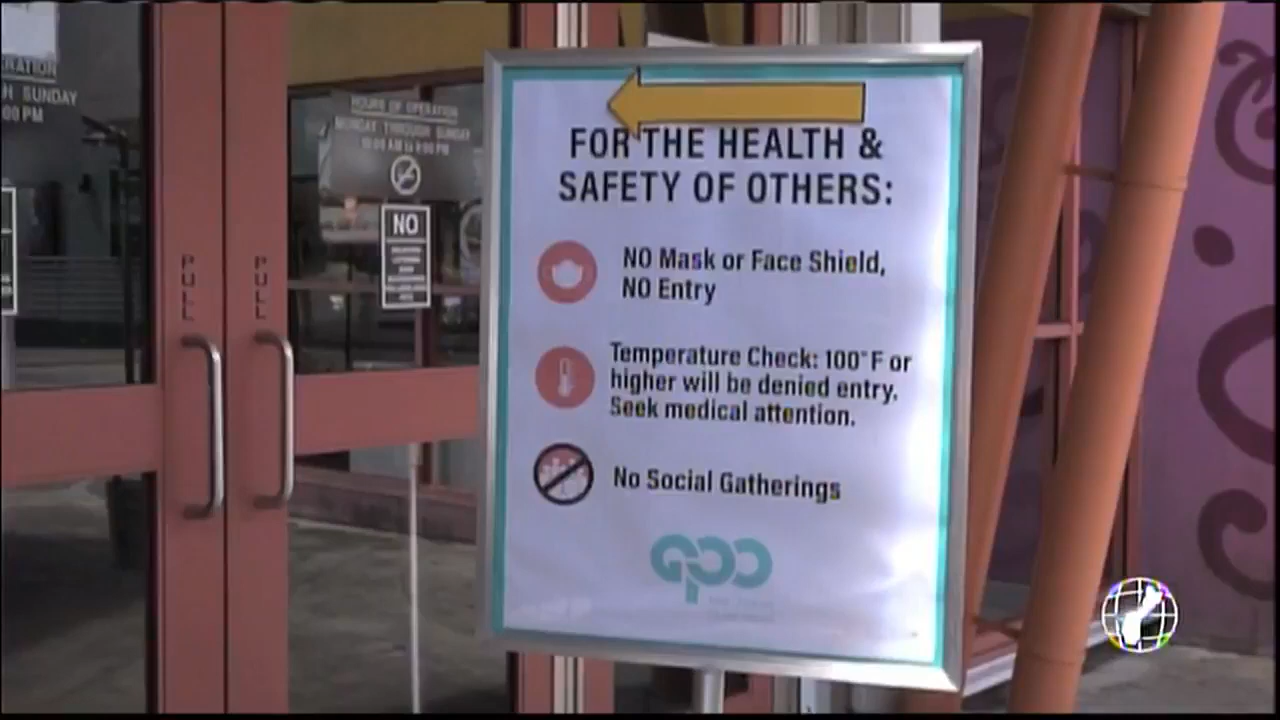 RATION
H SUNDAY
:00 PM
HOURS OF OPERATION
MONDAY THROUGH SUNDAY
10:00 AM to 9:00 PM
NO
PULL
PULL
FOR THE HEALTH &
SAFETY OF OTHERS:
NO Mask or Face Shield,
NO Entry
Temperature Check: 100°F or
higher will be denied entry.
Seek medical attention.
No Social Gatherings
gpo